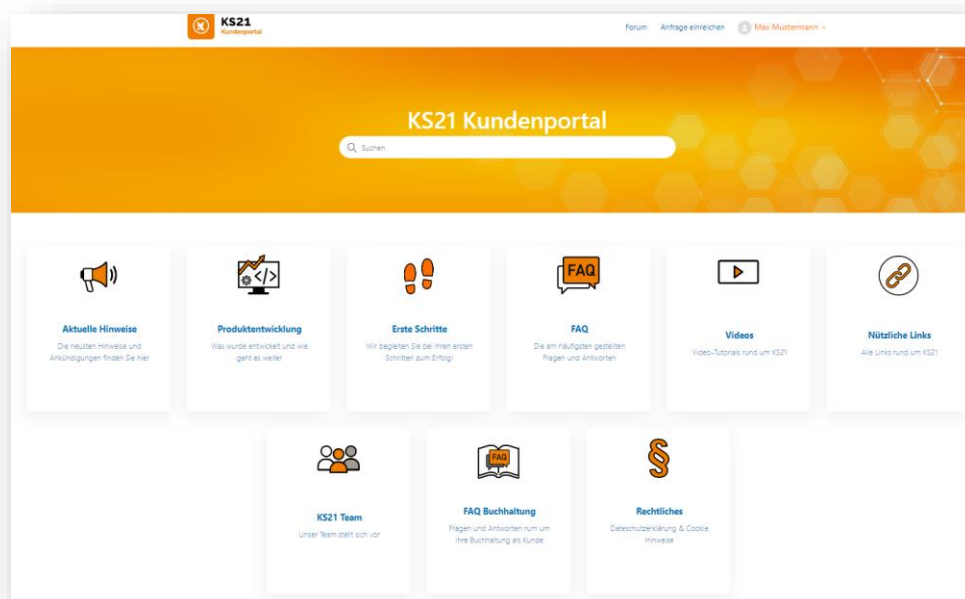 KS21
Kundenportal
Forum Anfrage einreichen Max Mustermann
KS21 Kundenportal
Suchen
</>
FAQ
Aktuelle Hinweise
Die neusten Hinweise und
Ankündigungen finden Sie hier
Produktentwicklung
Was wurde entwickelt und wie
geht es weiter
Erste Schritte
Wir begleiten Sie bei Ihren ersten
Schritten zum Erfolg!
FAQ
Die am häufigsten gestellten
Fragen und Antworten
Videos
Video-Tutorials rund um KS21
Nützliche Links
Alle Links rund um KS21
FAQ
§
KS21 Team
Unser Team stellt sich vor
FAQ Buchhaltung
Fragen und Antworten rum um
Ihre Buchhaltung als Kunde
Rechtliches
Dateschutzerklärung & Cookie
Hinweise